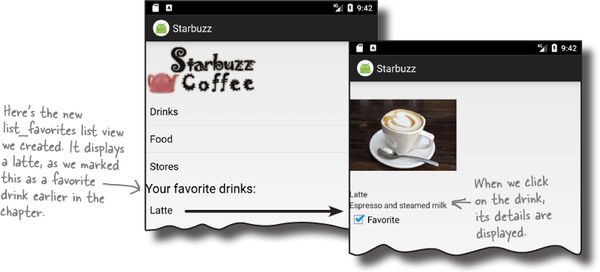 9:42
Starbuzz
Starbuzz
Coffee
Drinks
Food
Stores
Your favorite drinks:
Latte
Here's the new
list_favorites list view
we created. It displays
a latte, as we marked
this as a favorite
drink earlier in the
chapter.
9:42
Starbuzz
Latte
Espresso and steamed milk
Favorite
When we click
on the drink,
its details are
displayed.